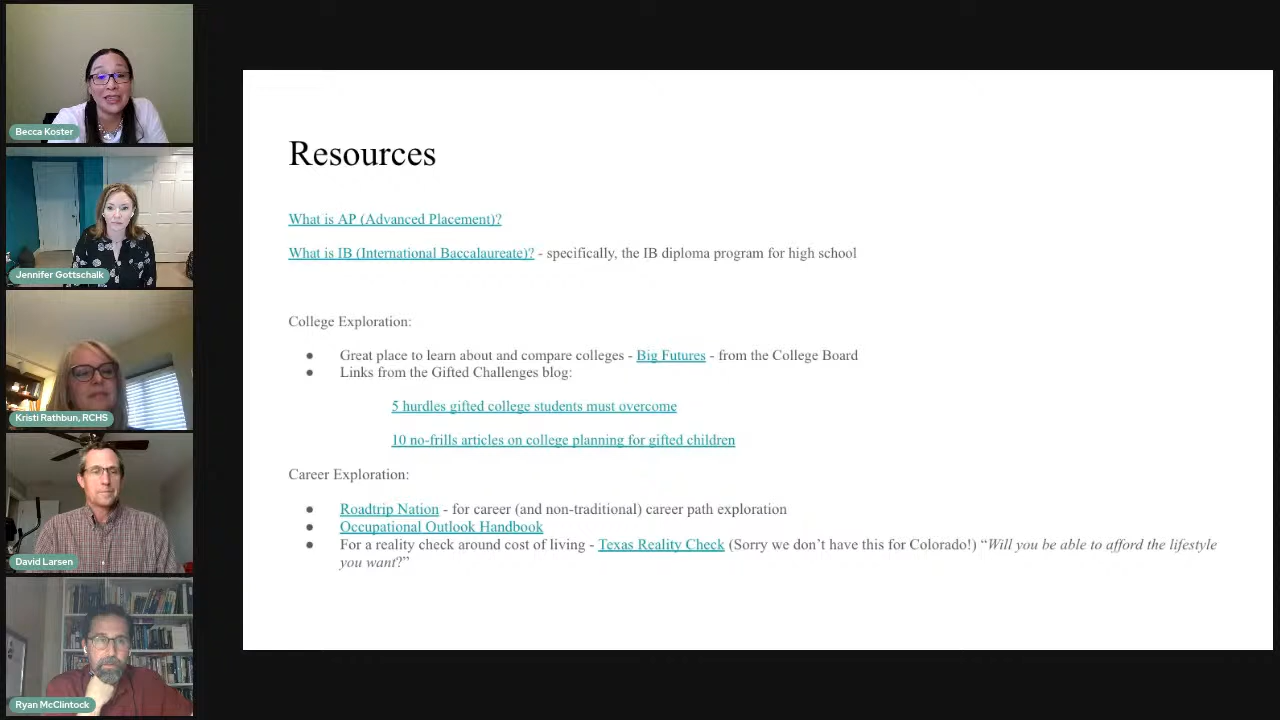 Becca Koster
Jennifer Gottschalk
Kristi Rathbun, RCHS
David Larsen
Ryan McClintock
Resources
What is AP (Advanced Placement)?
What is IB (International Baccalaureate)? - specifically, the IB diploma program for high school
College Exploration:
● Great place to learn about and compare colleges - Big Futures - from the College Board
● Links from the Gifted Challenges blog:
5 hurdles gifted college students must overcome
10 no-frills articles on college planning for gifted children
Career Exploration:
● Roadtrip Nation - for career (and non-traditional) career path exploration
● Occupational Outlook Handbook
● For a reality check around cost of living - Texas Reality Check (Sorry we don’t have this for Colorado!) “Will you be able to afford the lifestyle
you want?”